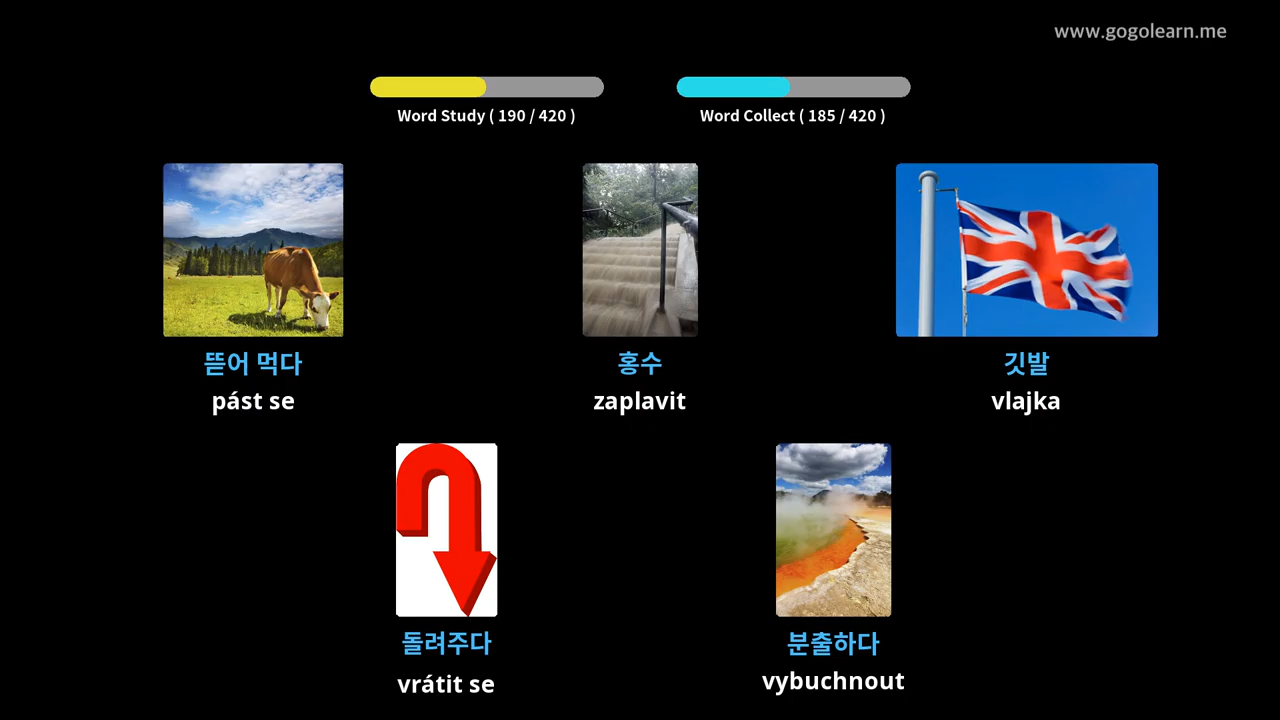 www.gogolearn.me
Word Study ( 190 / 420 )
Word Collect ( 185 / 420 )
뜯어 먹다
pást se
홍수
zaplavit
깃발
vlajka
돌려주다
vrátit se
분출하다
vybuchnout